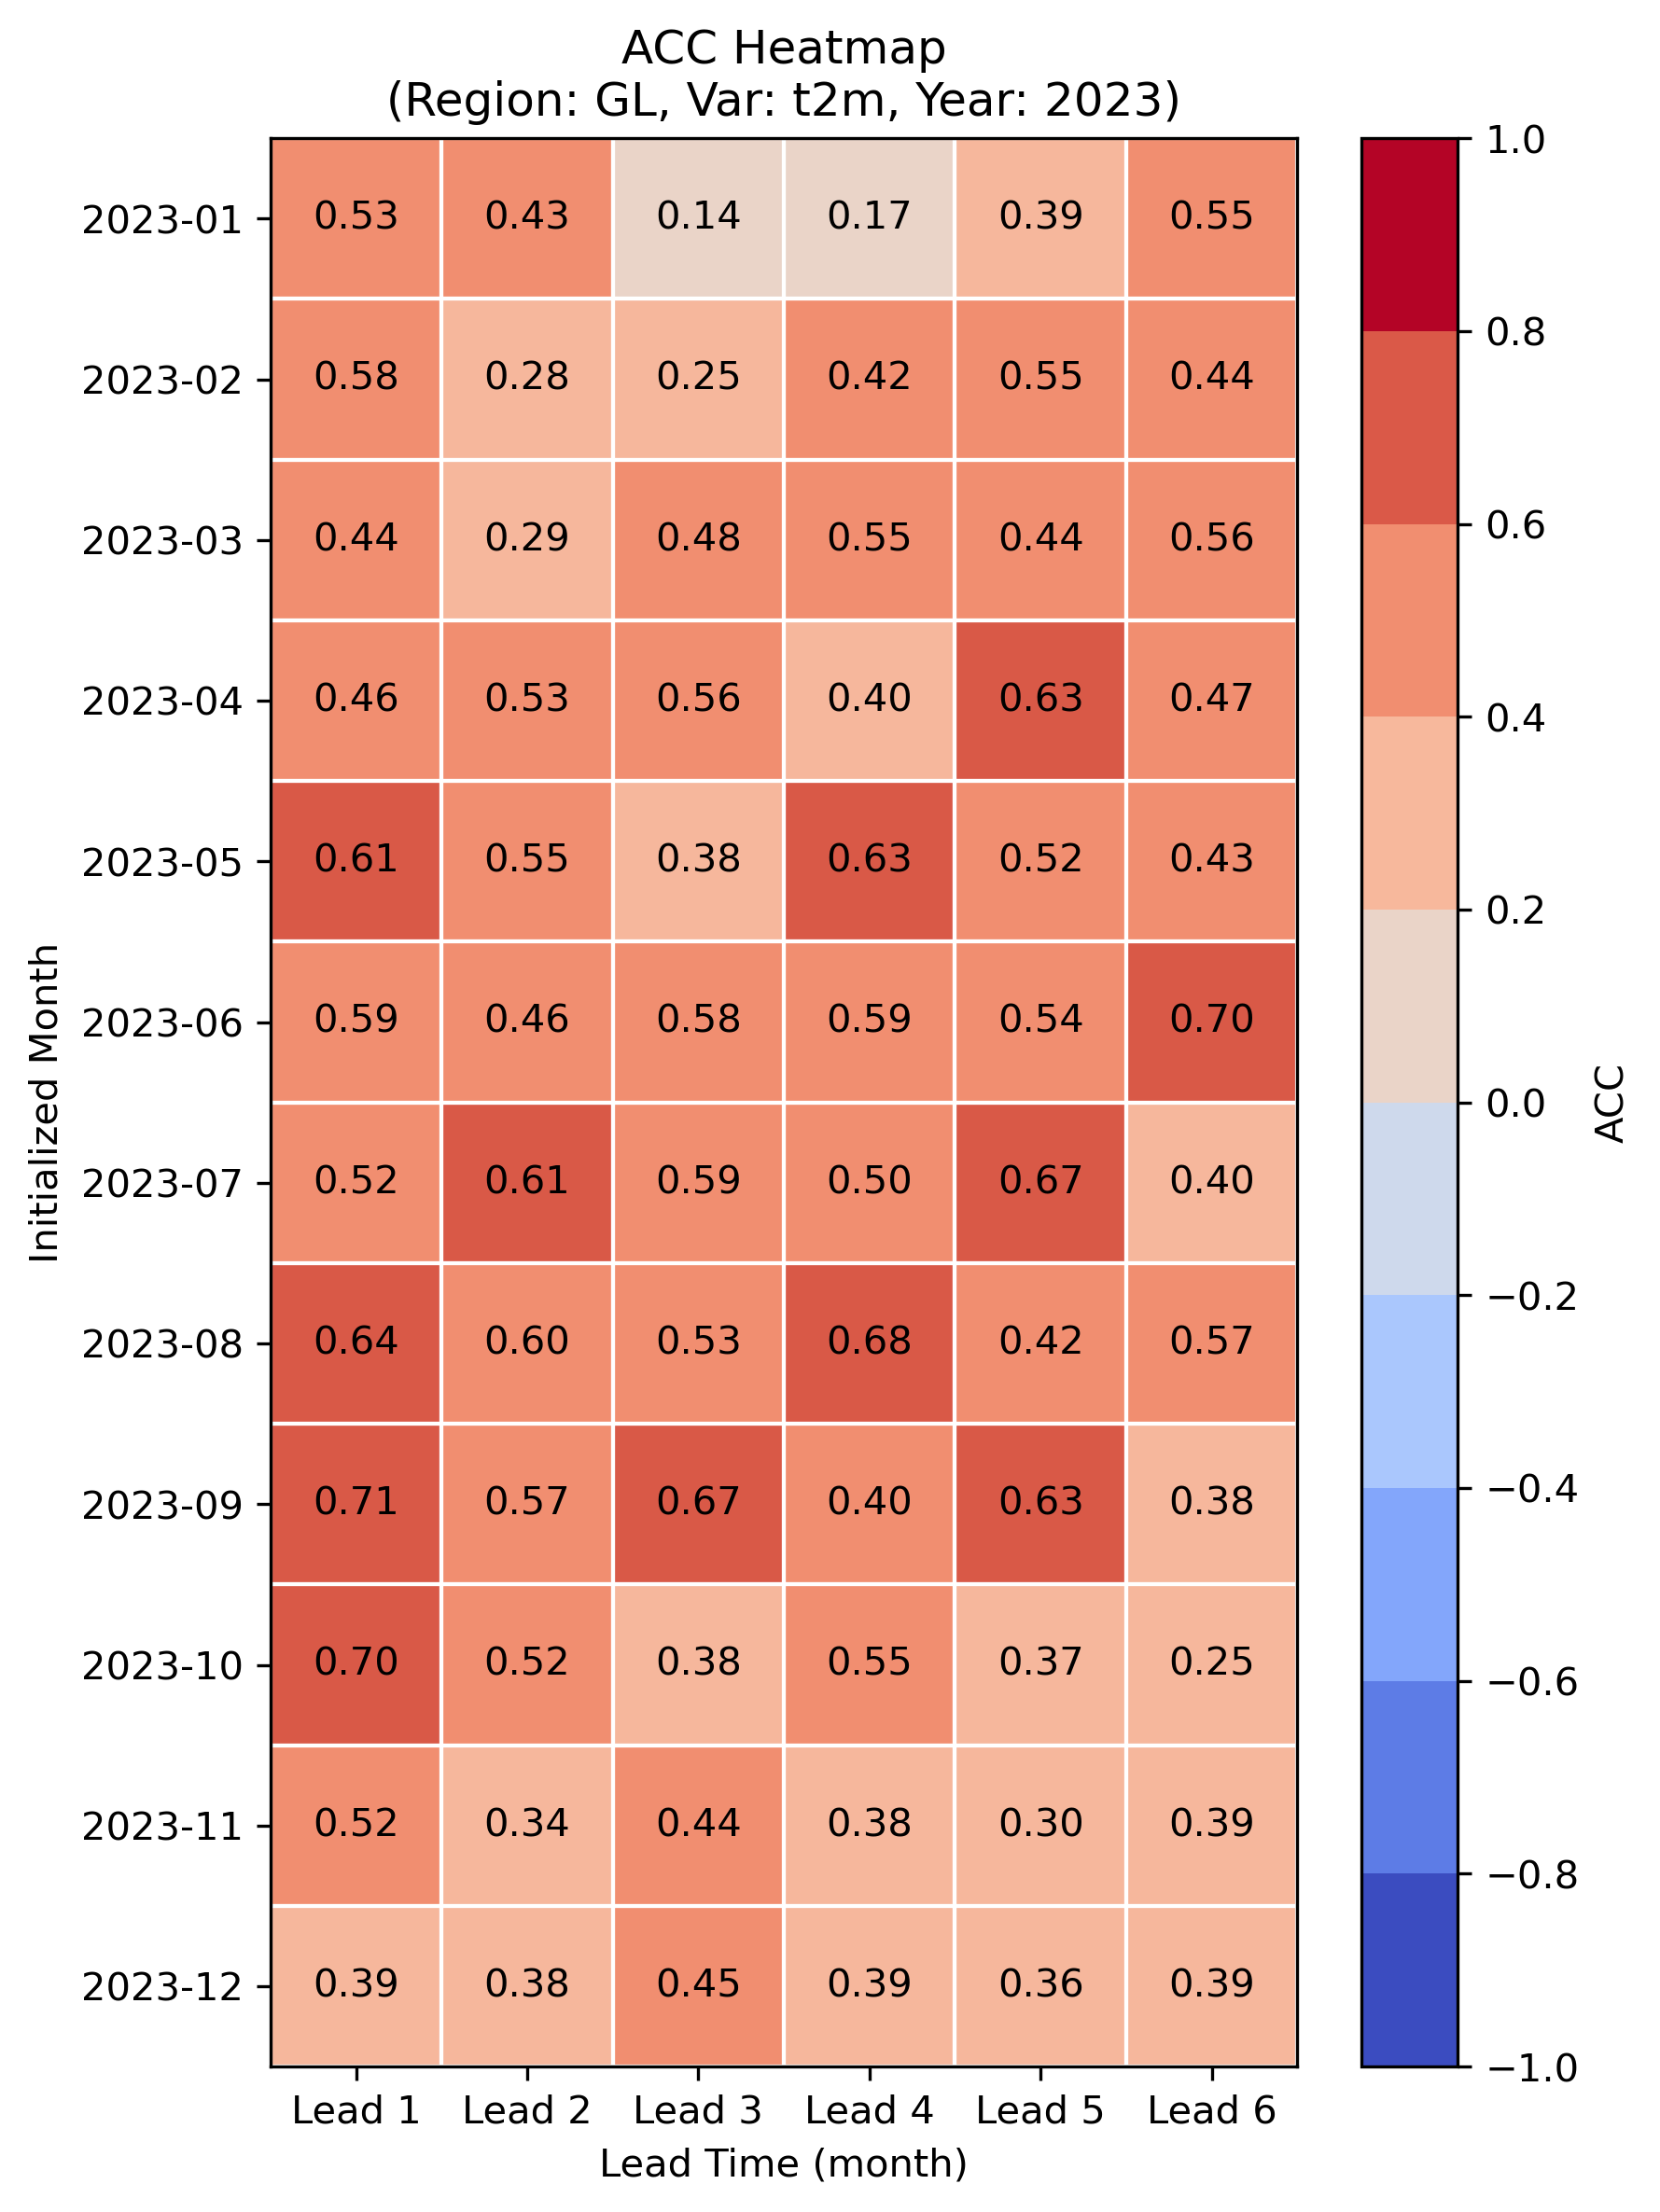 ACC Heatmap
(Region: GL, Var: t2m, Year: 2023)
2023-01 0.53 0.43 0.14 0.17 0.39 0.55
2023-02 0.58 0.28 0.25 0.42 0.55 0.44
2023-03 0.44 0.29 0.48 0.55 0.44 0.56
2023-04 0.46 0.53 0.56 0.40 0.63 0.47
2023-05 0.61 0.55 0.38 0.63 0.52 0.43
2023-06 0.59 0.46 0.58 0.59 0.54 0.70
2023-07 0.52 0.61 0.59 0.50 0.67 0.40
2023-08 0.64 0.60 0.53 0.68 0.42 0.57
2023-09 0.71 0.57 0.67 0.40 0.63 0.38
2023-10 0.70 0.52 0.38 0.55 0.37 0.25
2023-11 0.52 0.34 0.44 0.38 0.30 0.39
2023-12 0.39 0.38 0.45 0.39 0.36 0.39
Lead 1 Lead 2 Lead 3 Lead 4 Lead 5 Lead 6
Lead Time (month)
Initialized Month
1.0
0.8
0.6
0.4
0.2
0.0
−0.2
−0.4
−0.6
−0.8
−1.0
ACC